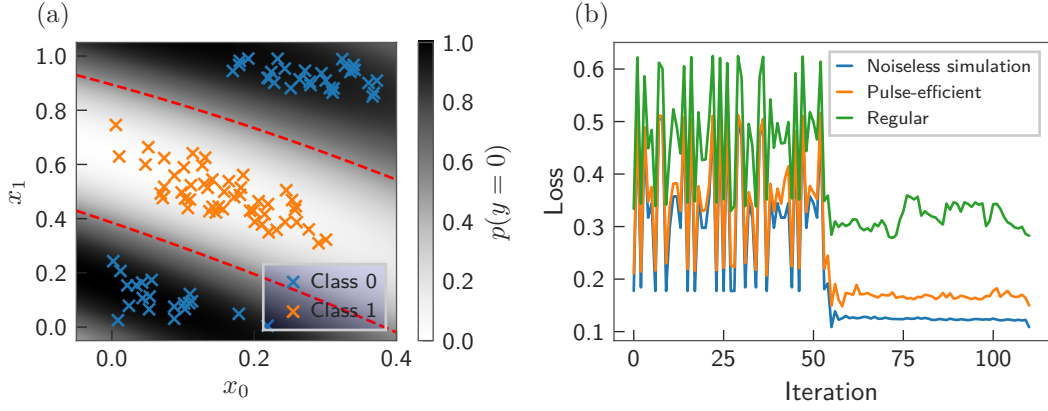 (a)
1.0
0.8
0.6
0.4
0.2
0.0
x₁
0.0
0.2
0.4
x₀
Class 0
Class 1
1.0
0.8
0.6
0.4
0.2
0.0
p(y = 0)
(b)
0.6
0.5
0.4
0.3
0.2
0.1
Loss
0
25
50
75
100
Iteration
Noiseless simulation
Pulse-efficient
Regular